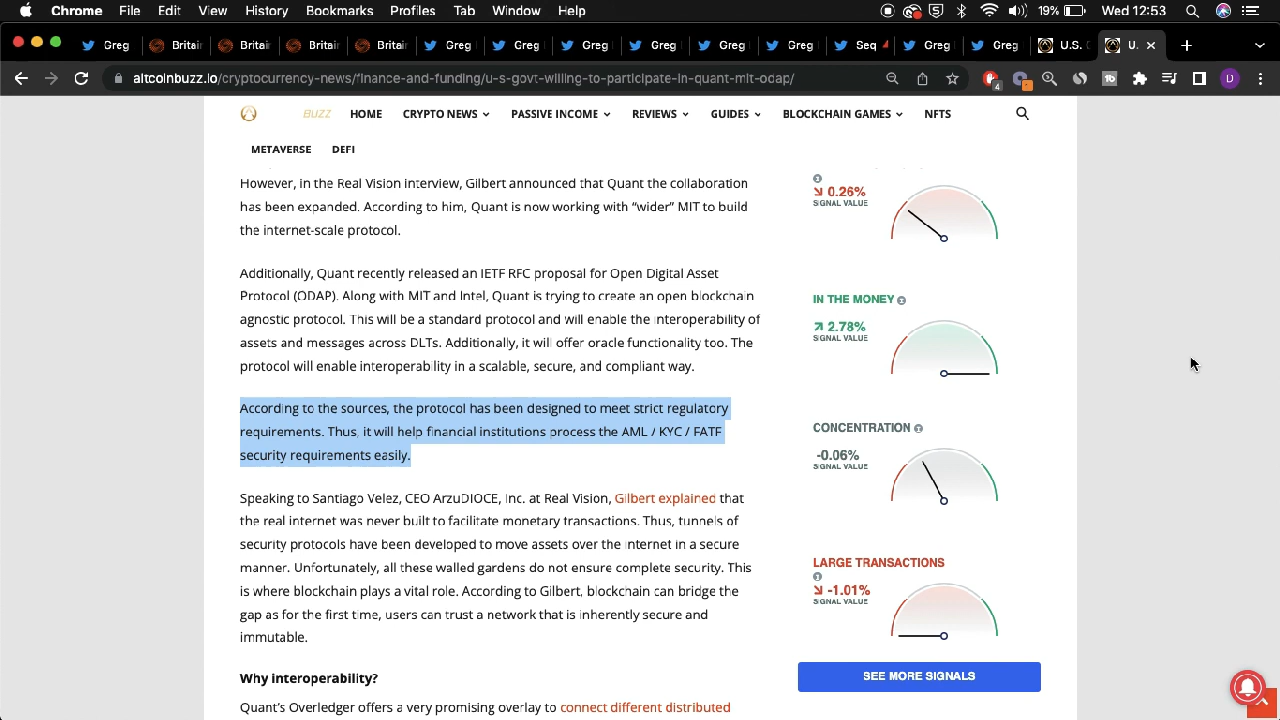 Chrome File Edit View History Bookmarks Profiles Tab Window Help 19% Wed 12:53
Greg Britain Britain Britain Britain Greg Greg Greg Greg Greg Greg Seq Greg Greg U.S. U.
altcoinbuzz.io/cryptocurrency-news/finance-and-funding/u-s-govt-willing-to-participate-in-quant-mit-odap/ 4 D
BUZZ HOME CRYPTO NEWS PASSIVE INCOME REVIEWS GUIDES BLOCKCHAIN GAMES NFTS
METAVERSE DEFI
However, in the Real Vision interview, Gilbert announced that Quant the collaboration
has been expanded. According to him, Quant is now working with “wider” MIT to build
the internet-scale protocol.
Additionally, Quant recently released an IETF RFC proposal for Open Digital Asset
Protocol (ODAP). Along with MIT and Intel, Quant is trying to create an open blockchain
agnostic protocol. This will be a standard protocol and will enable the interoperability of
assets and messages across DLTs. Additionally, it will offer oracle functionality too. The
protocol will enable interoperability in a scalable, secure, and compliant way.
According to the sources, the protocol has been designed to meet strict regulatory
requirements. Thus, it will help financial institutions process the AML / KYC / FATF
security requirements easily.
Speaking to Santiago Velez, CEO ArzuDIOCE, Inc. at Real Vision, Gilbert explained that
the real internet was never built to facilitate monetary transactions. Thus, tunnels of
security protocols have been developed to move assets over the internet in a secure
manner. Unfortunately, all these walled gardens do not ensure complete security. This
is where blockchain plays a vital role. According to Gilbert, blockchain can bridge the
gap as for the first time, users can trust a network that is inherently secure and
immutable.
Why interoperability?
Quant’s Overledger offers a very promising overlay to connect different distributed
0.26%
SIGNAL VALUE
IN THE MONEY
2.78%
SIGNAL VALUE
CONCENTRATION
-0.06%
SIGNAL VALUE
LARGE TRANSACTIONS
-1.01%
SIGNAL VALUE
SEE MORE SIGNALS